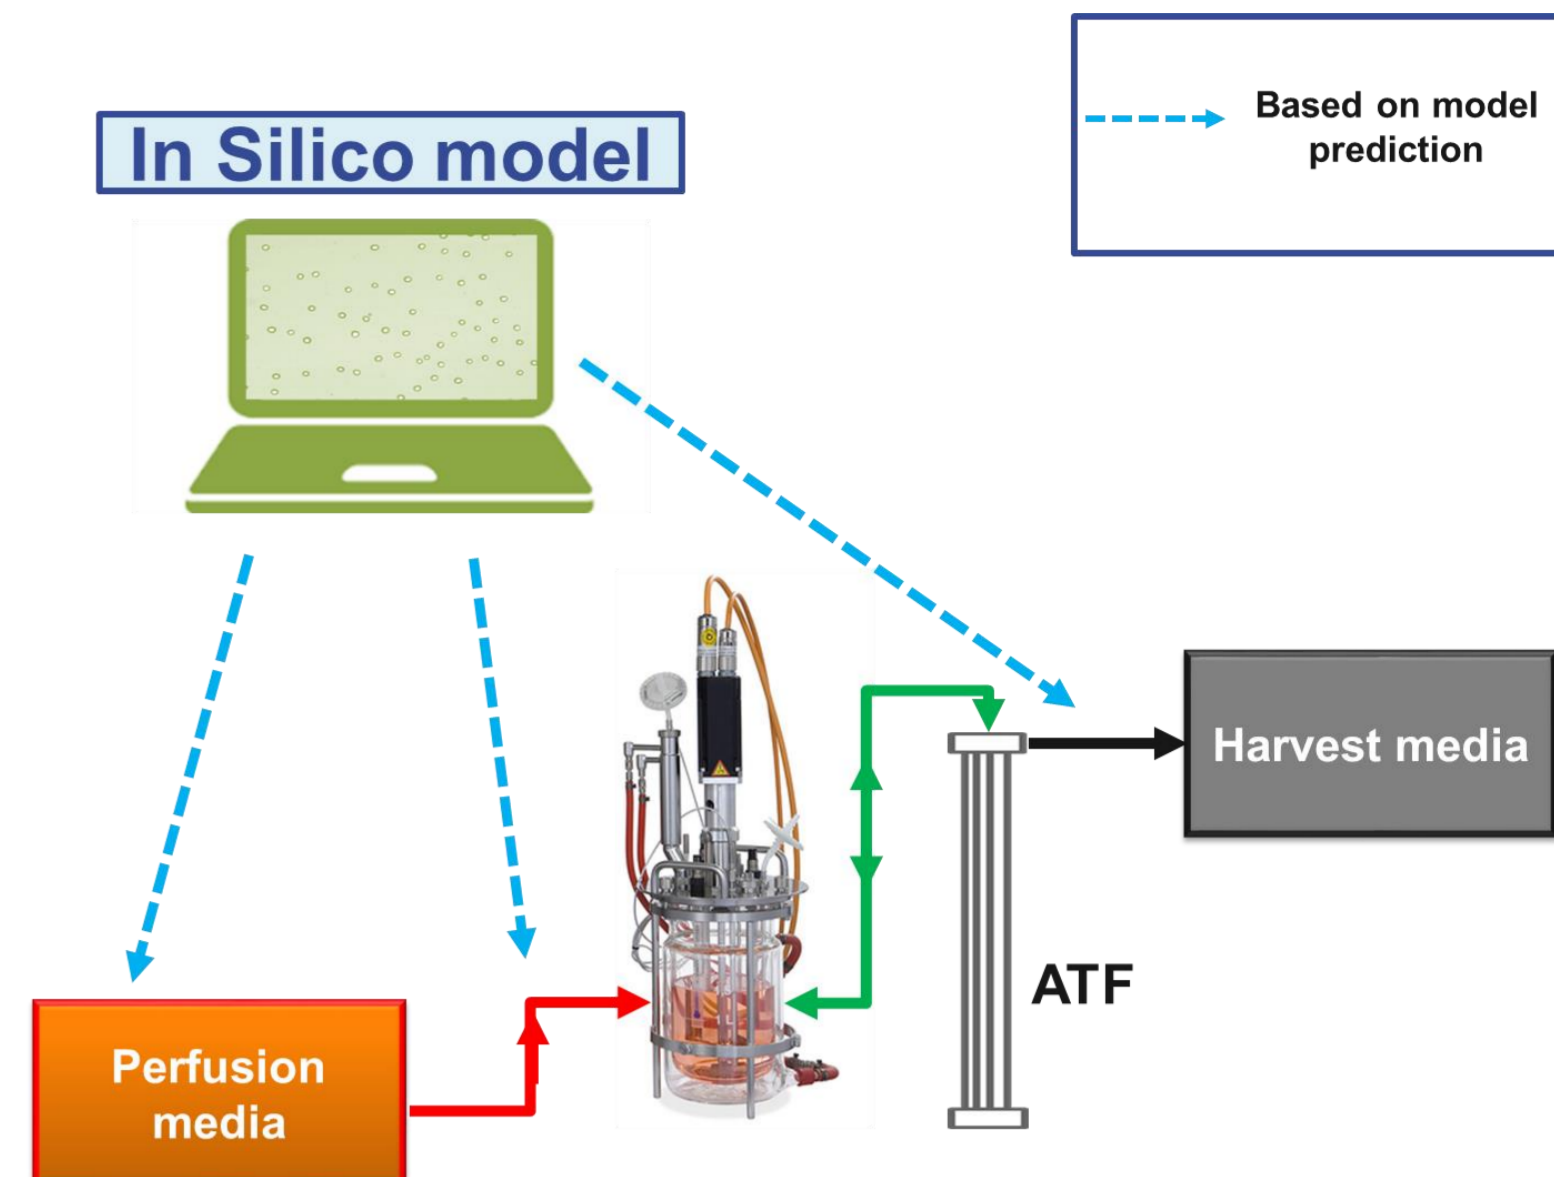 In Silico model
Based on model
prediction
Harvest media
ATF
Perfusion
media